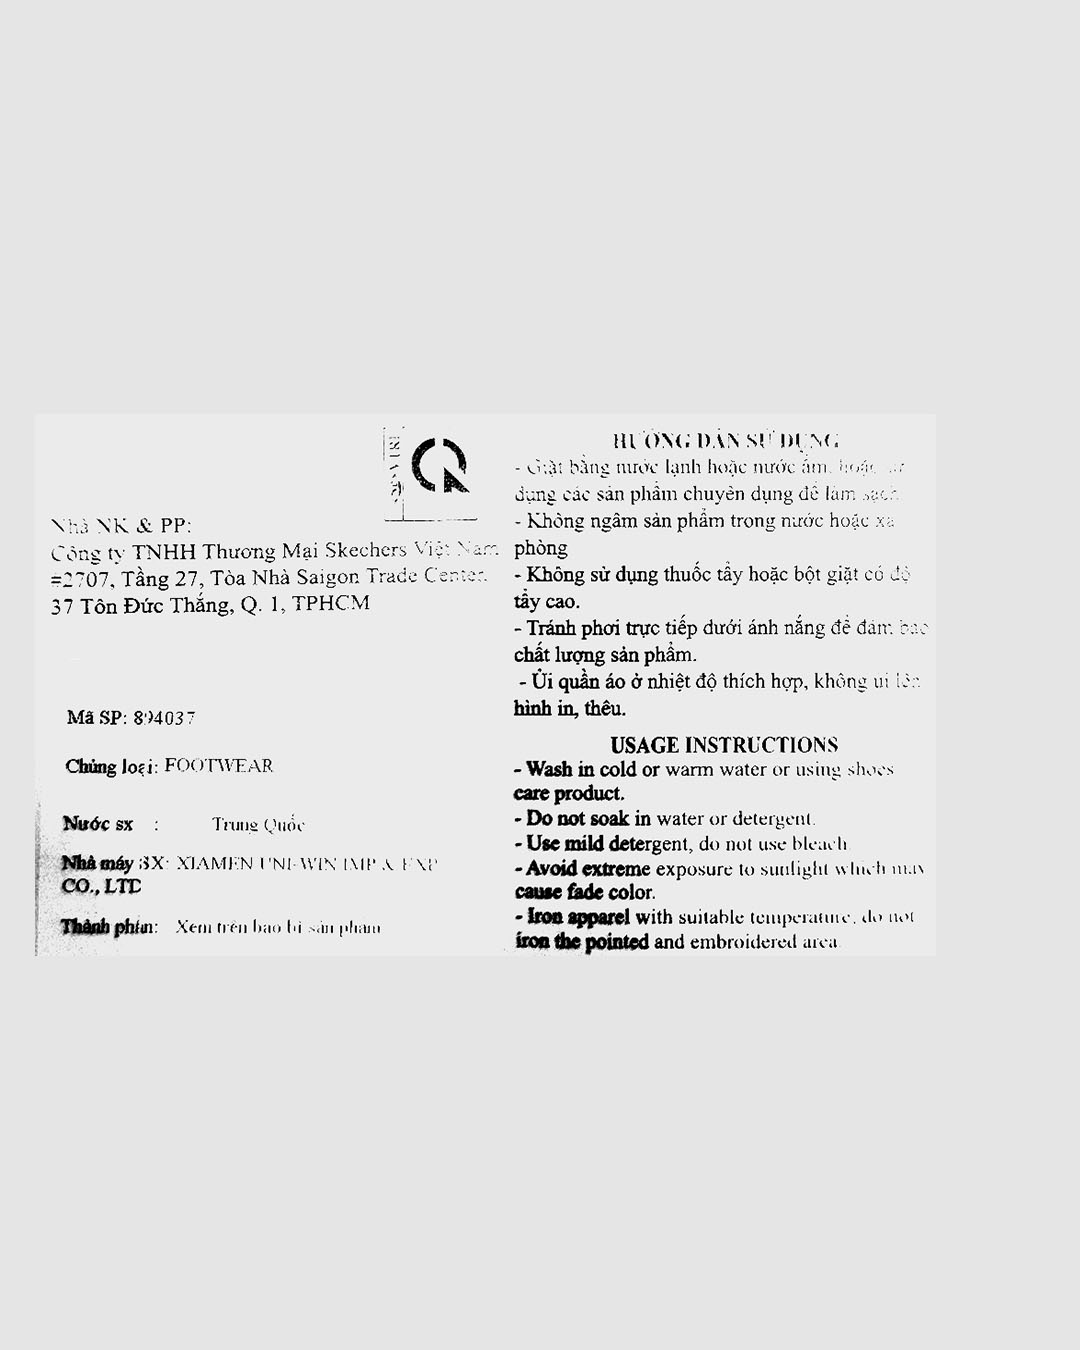 Nhà NK & PP:
Công ty TNHH Thương Mại Skechers Việt Nam
#2707, Tầng 27, Tòa Nhà Saigon Trade Center.
37 Tôn Đức Thắng, Q. 1, TPHCM
Mã SP: 894037
Chủng loại: FOOTWEAR
Nước sx : Trung Quốc
Nhà máy SX: XIAMEN UNI-WIN IMP & EXP
CO., LTD
Thành phần: Xem trên bao bì sản phẩm
HƯỚNG DẪN SỬ DỤNG
- Giặt bằng nước lạnh hoặc nước ấm, hoặc sử
dụng các sản phẩm chuyên dụng để làm sạch
- Không ngâm sản phẩm trong nước hoặc xà
phòng
- Không sử dụng thuốc tẩy hoặc bột giặt có độ
tẩy cao.
- Tránh phơi trực tiếp dưới ánh nắng để đảm bảo
chất lượng sản phẩm.
- Ủi quần áo ở nhiệt độ thích hợp, không ủi lên
hình in, thêu.
USAGE INSTRUCTIONS
- Wash in cold or warm water or using shoes
care product.
- Do not soak in water or detergent.
- Use mild detergent, do not use bleach
- Avoid extreme exposure to sunlight which may
cause fade color.
- Iron apparel with suitable temperature, do not
iron the pointed and embroidered area.